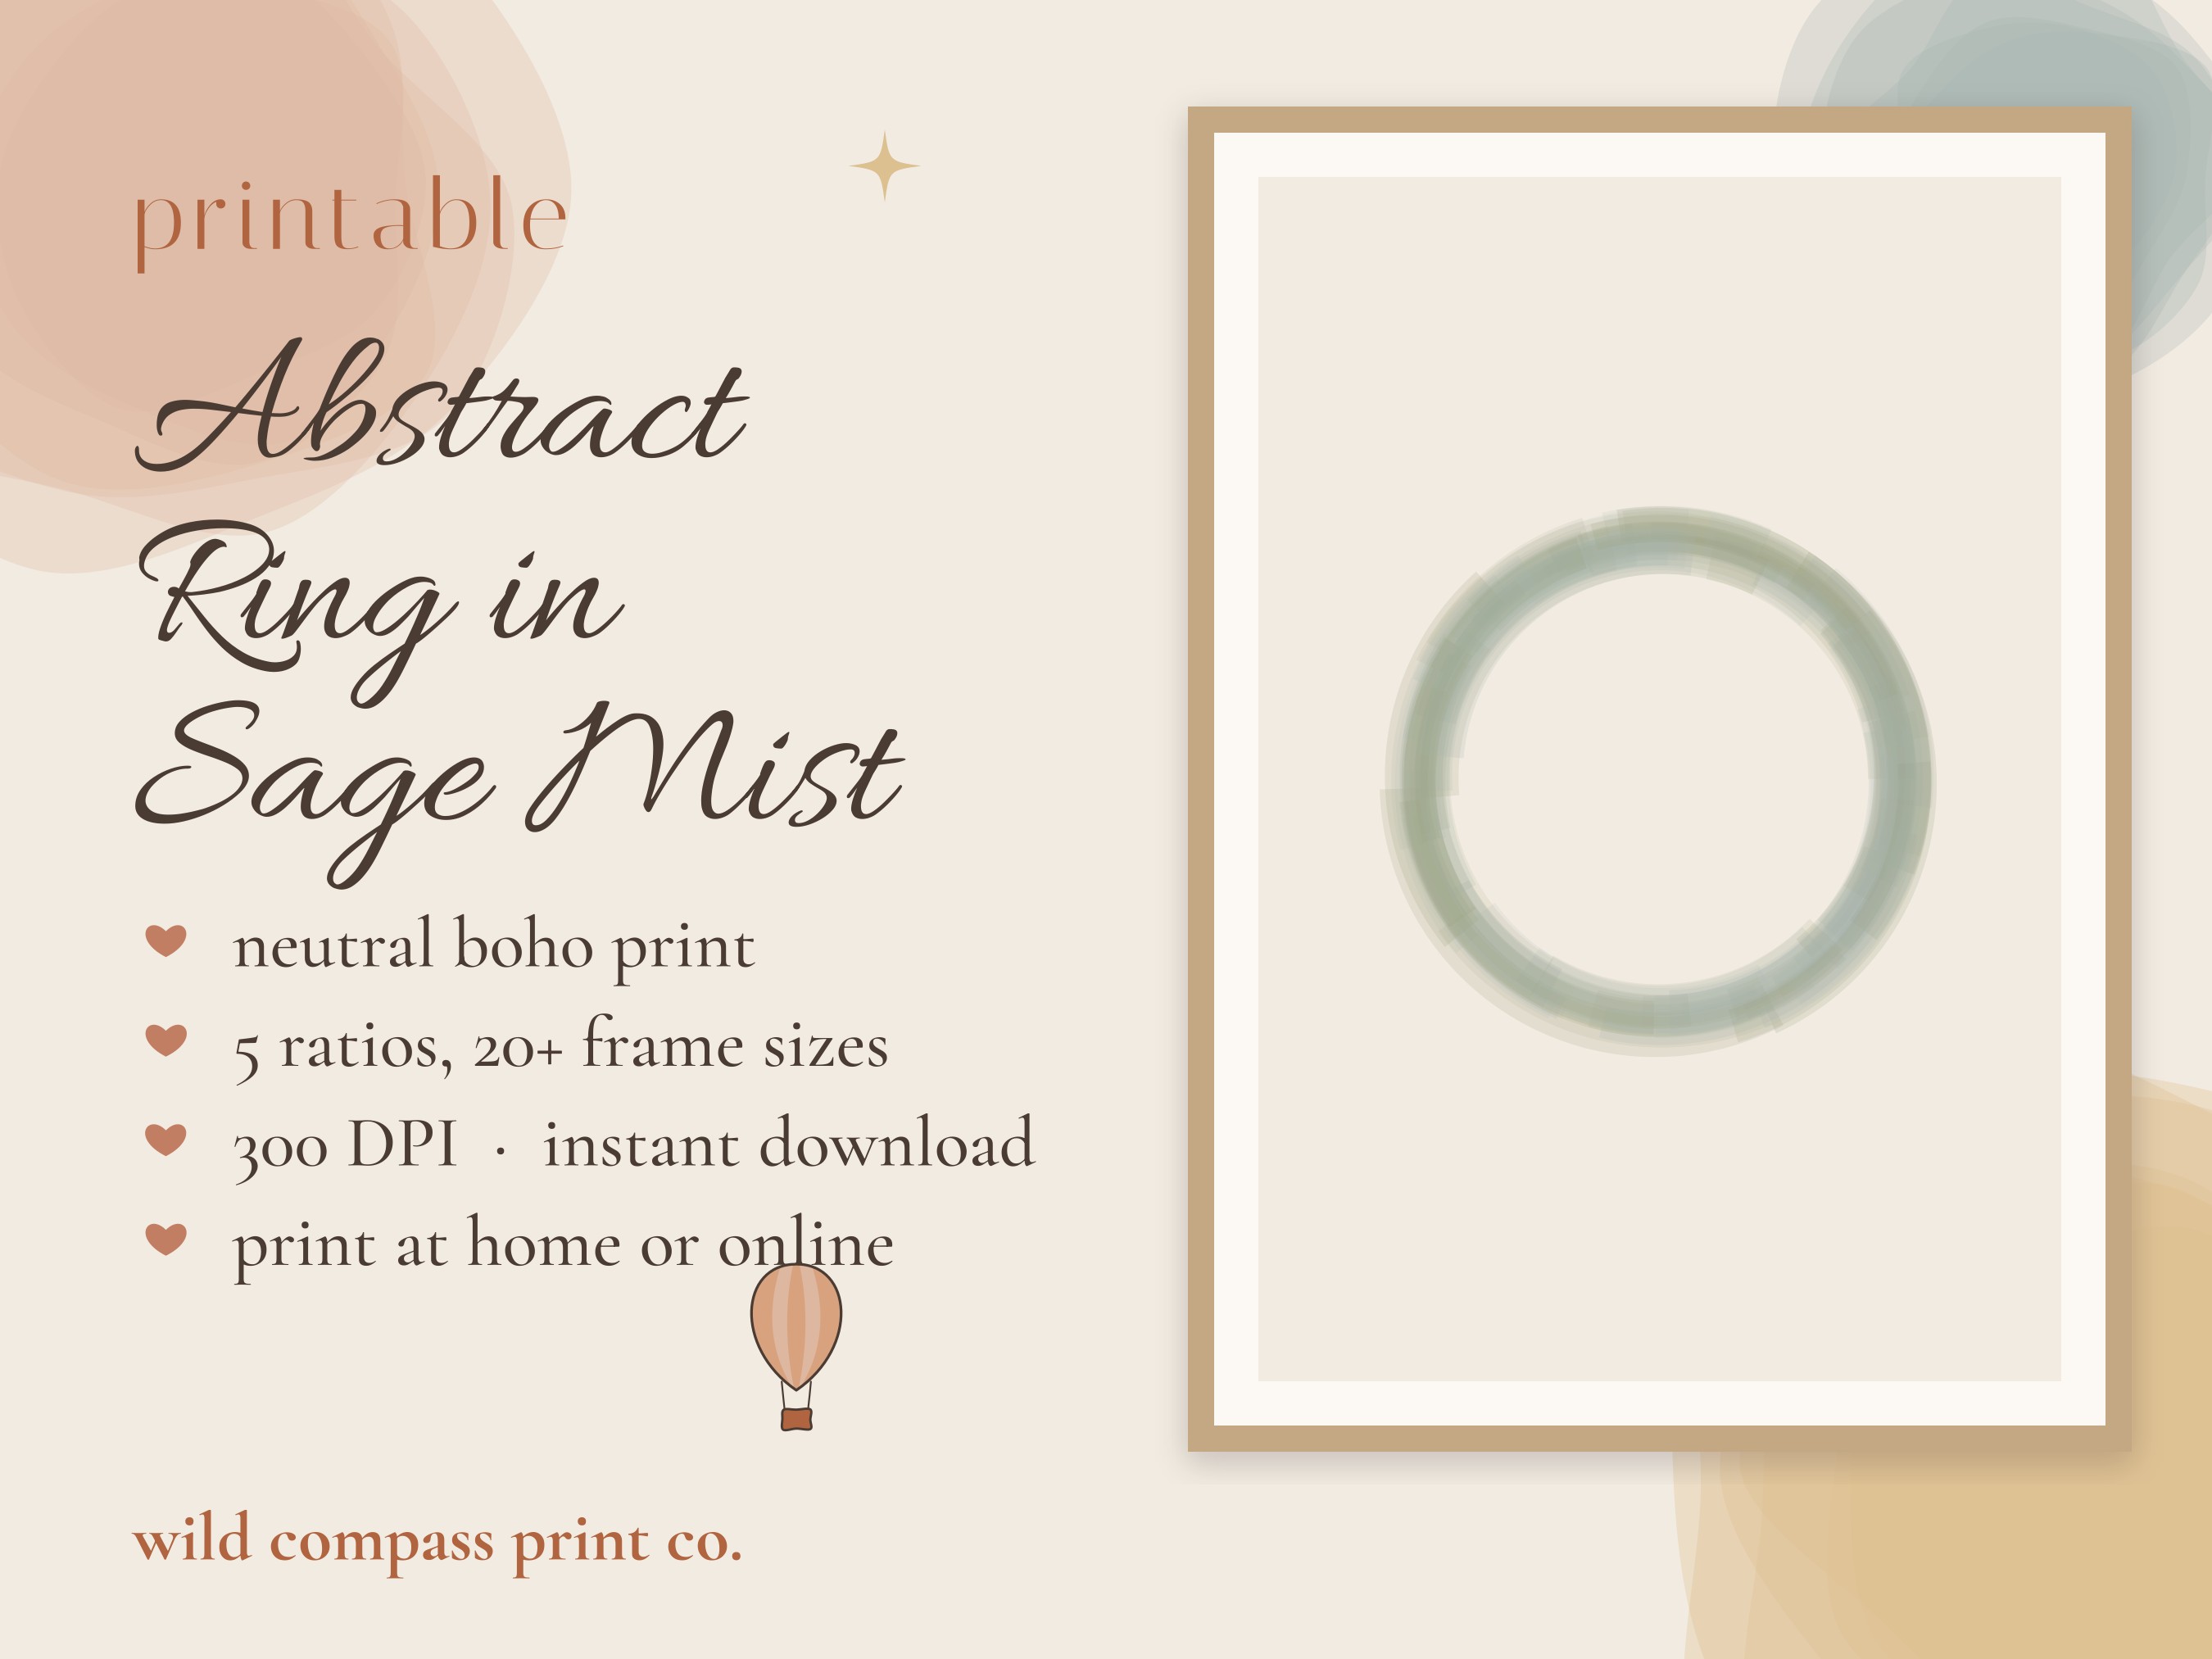 printable
Abstract
Ring in
Sage Mist
neutral boho print
5 ratios, 20+ frame sizes
300 DPI · instant download
print at home or online
wild compass print co.